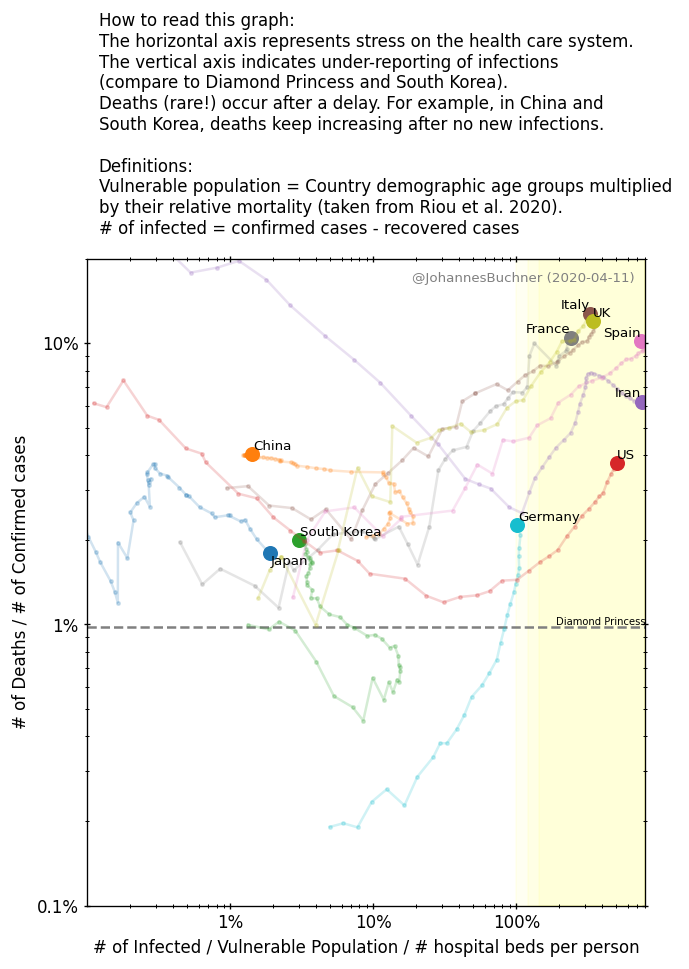 How to read this graph:
The horizontal axis represents stress on the health care system.
The vertical axis indicates under-reporting of infections
(compare to Diamond Princess and South Korea).
Deaths (rare!) occur after a delay. For example, in China and
South Korea, deaths keep increasing after no new infections.
Definitions:
Vulnerable population = Country demographic age groups multiplied
by their relative mortality (taken from Riou et al. 2020).
# of infected = confirmed cases - recovered cases
@JohannesBuchner (2020-04-11)
Italy
UK
France
Spain
10%
Iran
China
US
Germany
South Korea
Japan
Diamond Princess
1%
0.1%
# of Deaths / # of Confirmed cases
1%
10%
100%
# of Infected / Vulnerable Population / # hospital beds per person